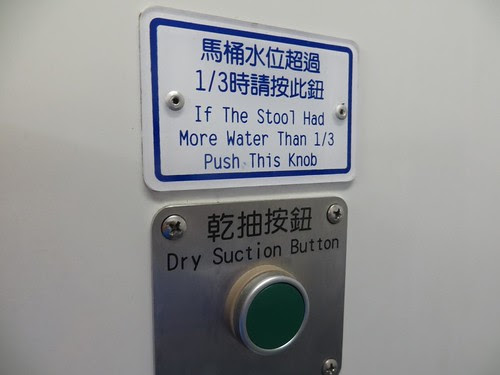 馬桶水位超過
1/3時請按此鈕
If The Stool Had
More Water Than 1/3
Push This Knob
乾抽按鈕
Dry Suction Button